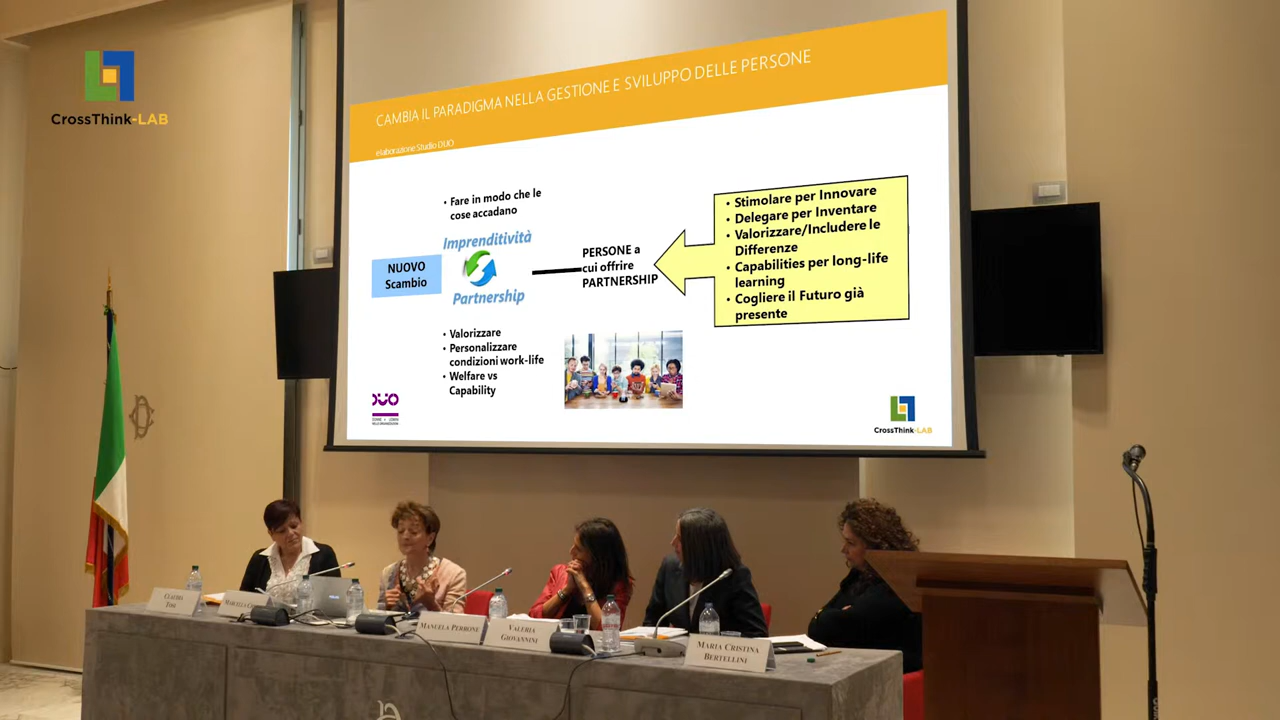 CrossThink-LAB
CAMBIA IL PARADIGMA NELLA GESTIONE E SVILUPPO DELLE PERSONE
elaborazione Studio DUO
• Fare in modo che le
cose accadano
Imprenditività
NUOVO
Scambio
Partnership
PERSONE a
cui offrire
PARTNERSHIP
• Stimolare per Innovare
• Delegare per Inventare
• Valorizzare/Includere le
Differenze
• Capabilities per long-life
learning
• Cogliere il Futuro già
presente
• Valorizzare
• Personalizzare
condizioni work-life
• Welfare vs
Capability
DUO
CrossThink-LAB
CLAUDIA
MARCELLA
MANUELA PERRONE
VALERIA
GIOVANNINI
MARIA CRISTINA
BERTELLINI